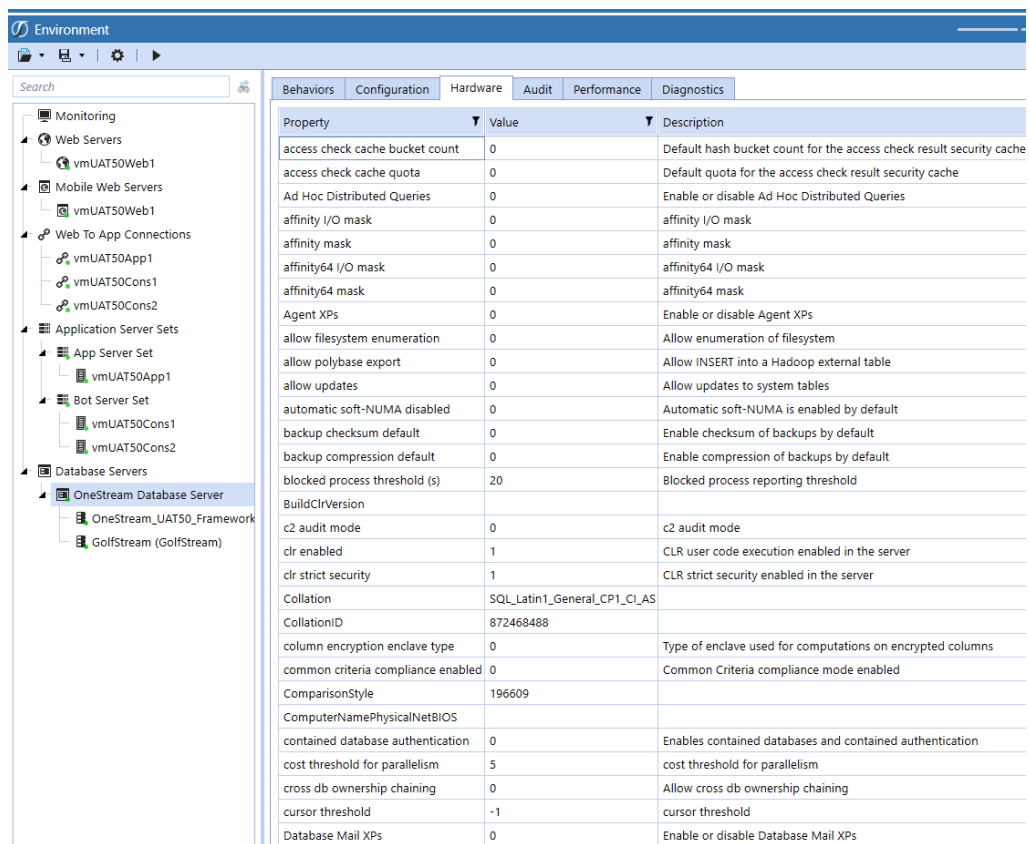 Environment
Search
Monitoring
Web Servers
vmUAT50Web1
Mobile Web Servers
vmUAT50Web1
Web To App Connections
vmUAT50App1
vmUAT50Cons1
vmUAT50Cons2
Application Server Sets
App Server Set
vmUAT50App1
Bot Server Set
vmUAT50Cons1
vmUAT50Cons2
Database Servers
OneStream Database Server
OneStream_UAT50_Framework
GolfStream (GolfStream)
Behaviors Configuration Hardware Audit Performance Diagnostics
Property Value Description
access check cache bucket count 0 Default hash bucket count for the access check result security cache
access check cache quota 0 Default quota for the access check result security cache
Ad Hoc Distributed Queries 0 Enable or disable Ad Hoc Distributed Queries
affinity I/O mask 0 affinity I/O mask
affinity mask 0 affinity mask
affinity64 I/O mask 0 affinity64 I/O mask
affinity64 mask 0 affinity64 mask
Agent XPs 0 Enable or disable Agent XPs
allow filesystem enumeration 0 Allow enumeration of filesystem
allow polybase export 0 Allow INSERT into a Hadoop external table
allow updates 0 Allow updates to system tables
automatic soft-NUMA disabled 0 Automatic soft-NUMA is enabled by default
backup checksum default 0 Enable checksum of backups by default
backup compression default 0 Enable compression of backups by default
blocked process threshold (s) 20 Blocked process reporting threshold
BuildClrVersion
c2 audit mode 0 c2 audit mode
clr enabled 1 CLR user code execution enabled in the server
clr strict security 1 CLR strict security enabled in the server
Collation SQL_Latin1_General_CP1_CI_AS
CollationID 872468488
column encryption enclave type 0 Type of enclave used for computations on encrypted columns
common criteria compliance enabled 0 Common Criteria compliance mode enabled
ComparisonStyle 196609
ComputerNamePhysicalNetBIOS
contained database authentication 0 Enables contained databases and contained authentication
cost threshold for parallelism 5 cost threshold for parallelism
cross db ownership chaining 0 Allow cross db ownership chaining
cursor threshold -1 cursor threshold
Database Mail XPs 0 Enable or disable Database Mail XPs